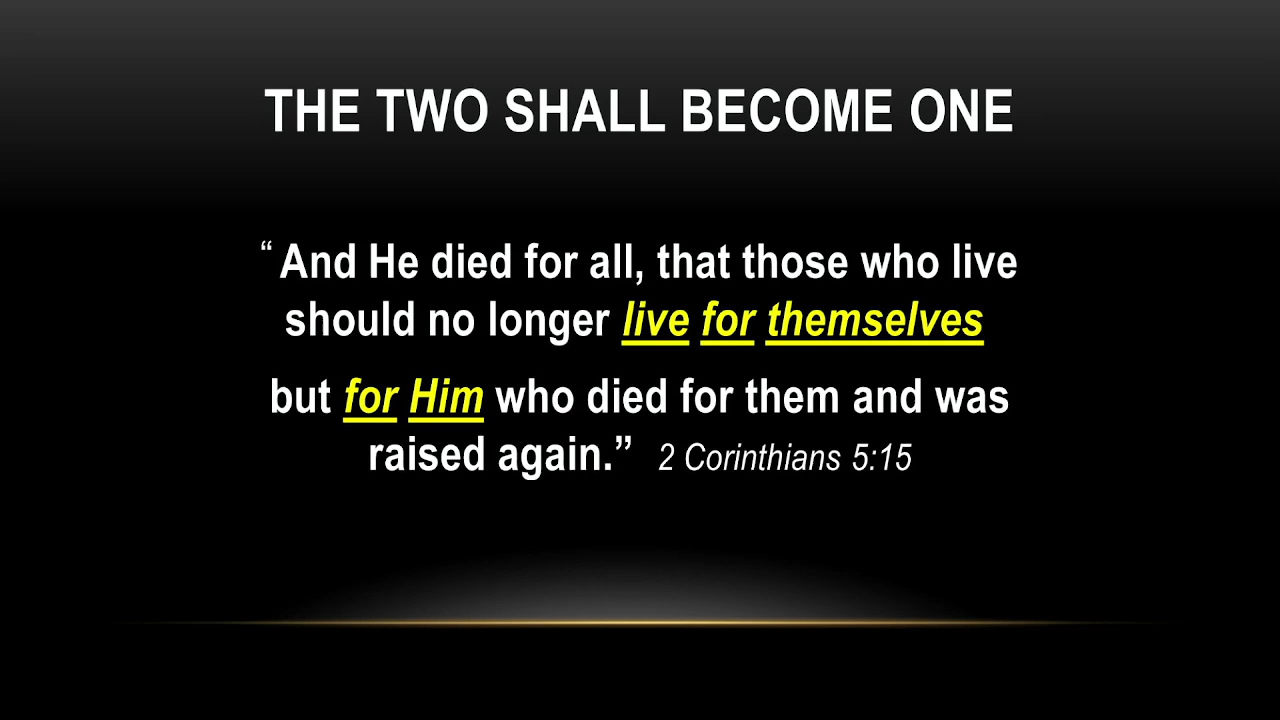 THE TWO SHALL BECOME ONE
“ And He died for all, that those who live
should no longer live for themselves
but for Him who died for them and was
raised again.” 2 Corinthians 5:15